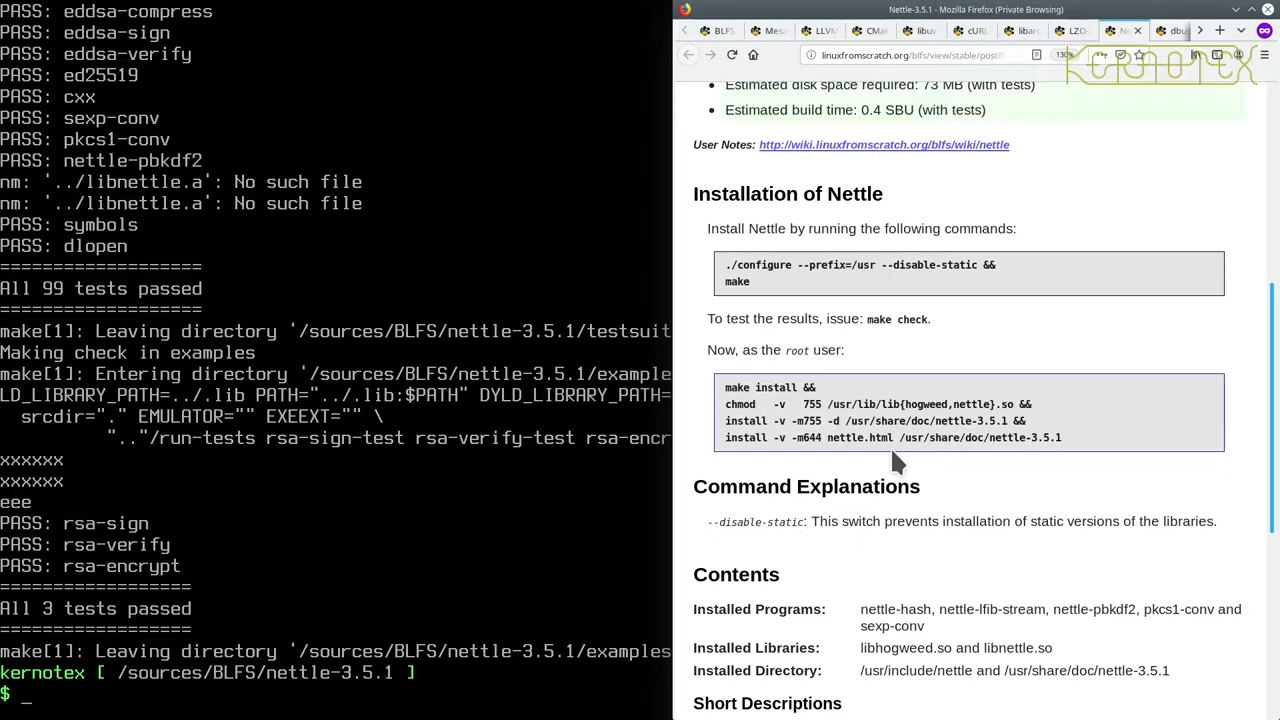 PASS: eddsa-compress
PASS: eddsa-sign
PASS: eddsa-verify
PASS: ed25519
PASS: cxx
PASS: sexp-conv
PASS: pkcs1-conv
PASS: nettle-pbkdf2
nm: '../libnettle.a': No such file
nm: '../libnettle.a': No such file
PASS: symbols
PASS: dlopen
===================
All 99 tests passed
===================
make[1]: Leaving directory '/sources/BLFS/nettle-3.5.1/testsuit
Making check in examples
make[1]: Entering directory '/sources/BLFS/nettle-3.5.1/example
LD_LIBRARY_PATH=../.lib PATH="../.lib:$PATH" DYLD_LIBRARY_PATH=
srcdir="." EMULATOR="" EXEEXT="" \
".."/run-tests rsa-sign-test rsa-verify-test rsa-encr
xxxxxx
xxxxxx
eee
PASS: rsa-sign
PASS: rsa-verify
PASS: rsa-encrypt
==================
All 3 tests passed
==================
make[1]: Leaving directory '/sources/BLFS/nettle-3.5.1/examples
kernotex [ /sources/BLFS/nettle-3.5.1 ]
$ _
Nettle-3.5.1 - Mozilla Firefox (Private Browsing)
BLFS Mesa LLVM CMak libuv cURL libarc LZO- Ne dbus
linuxfromscratch.org/blfs/view/stable/postlf 130%
KERNOTEX
Estimated disk space required: 73 MB (with tests)
Estimated build time: 0.4 SBU (with tests)
User Notes: http://wiki.linuxfromscratch.org/blfs/wiki/nettle
Installation of Nettle
Install Nettle by running the following commands:
./configure --prefix=/usr --disable-static &&
make
To test the results, issue: make check.
Now, as the root user:
make install &&
chmod -v 755 /usr/lib/lib{hogweed,nettle}.so &&
install -v -m755 -d /usr/share/doc/nettle-3.5.1 &&
install -v -m644 nettle.html /usr/share/doc/nettle-3.5.1
Command Explanations
--disable-static: This switch prevents installation of static versions of the libraries.
Contents
Installed Programs: nettle-hash, nettle-lfib-stream, nettle-pbkdf2, pkcs1-conv and
sexp-conv
Installed Libraries: libhogweed.so and libnettle.so
Installed Directory: /usr/include/nettle and /usr/share/doc/nettle-3.5.1
Short Descriptions